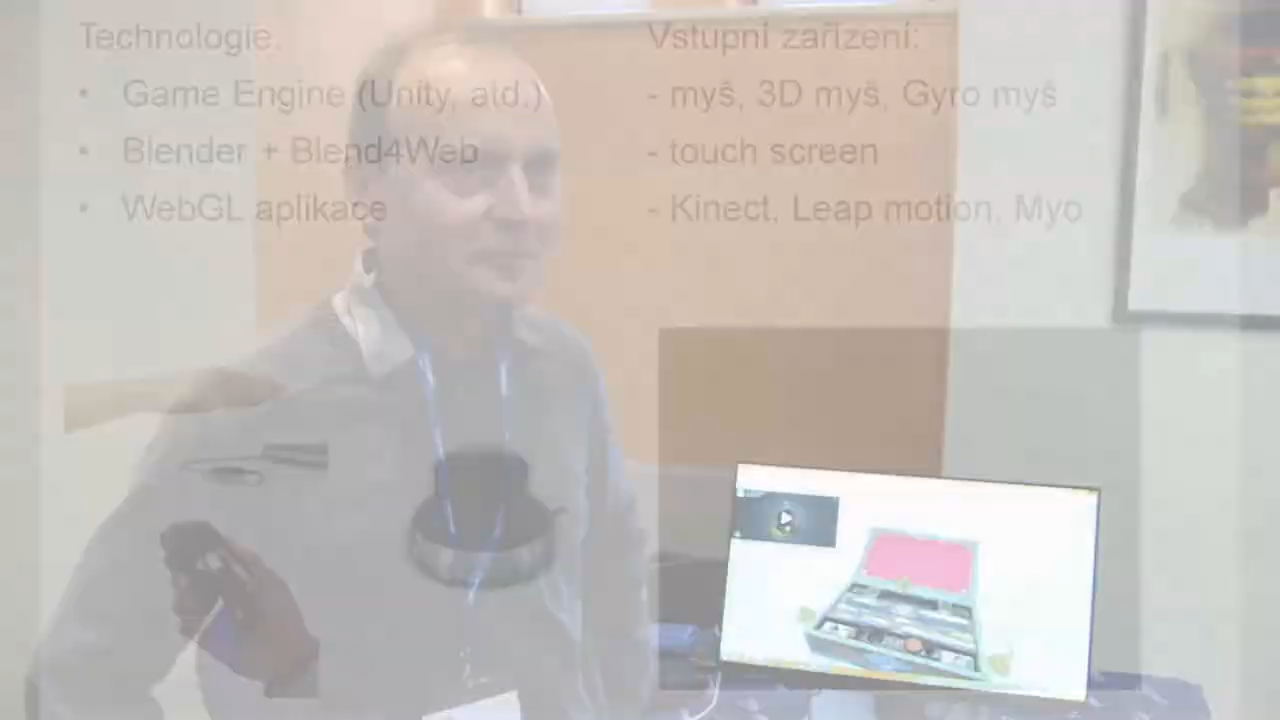 Technologie:
• Game Engine (Unity, atd.)
• Blender + Blend4Web
• WebGL aplikace
Vstupní zařízení:
- myš, 3D myš, Gyro myš
- touch screen
- Kinect, Leap motion, Myo